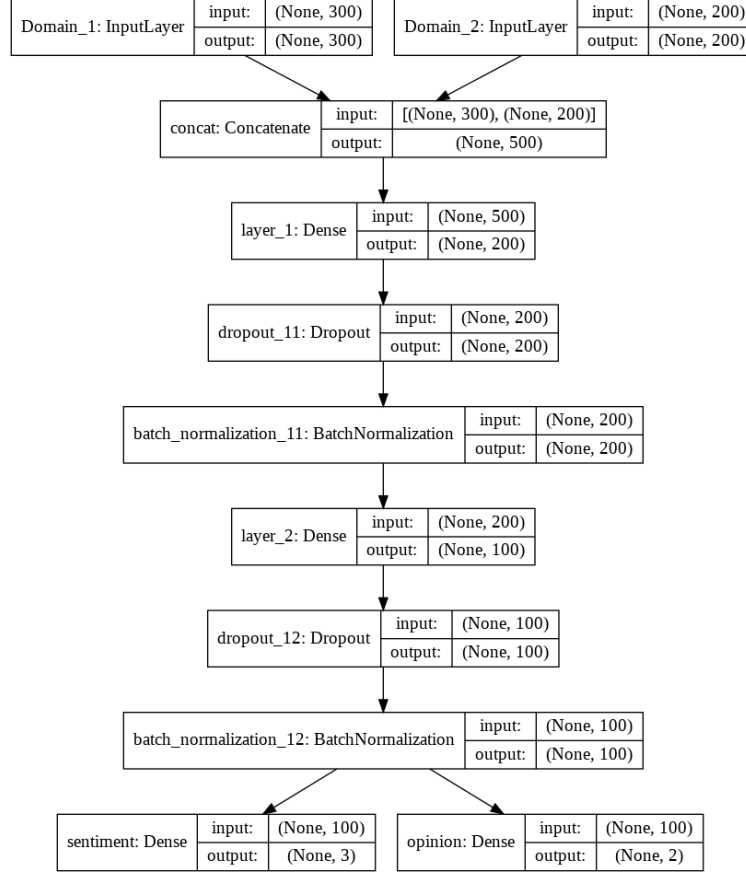 Domain_1: InputLayer input: (None, 300)
output: (None, 300)
Domain_2: InputLayer input: (None, 200)
output: (None, 200)
concat: Concatenate input: [(None, 300), (None, 200)]
output: (None, 500)
layer_1: Dense input: (None, 500)
output: (None, 200)
dropout_11: Dropout input: (None, 200)
output: (None, 200)
batch_normalization_11: BatchNormalization input: (None, 200)
output: (None, 200)
layer_2: Dense input: (None, 200)
output: (None, 100)
dropout_12: Dropout input: (None, 100)
output: (None, 100)
batch_normalization_12: BatchNormalization input: (None, 100)
output: (None, 100)
sentiment: Dense input: (None, 100)
output: (None, 3)
opinion: Dense input: (None, 100)
output: (None, 2)